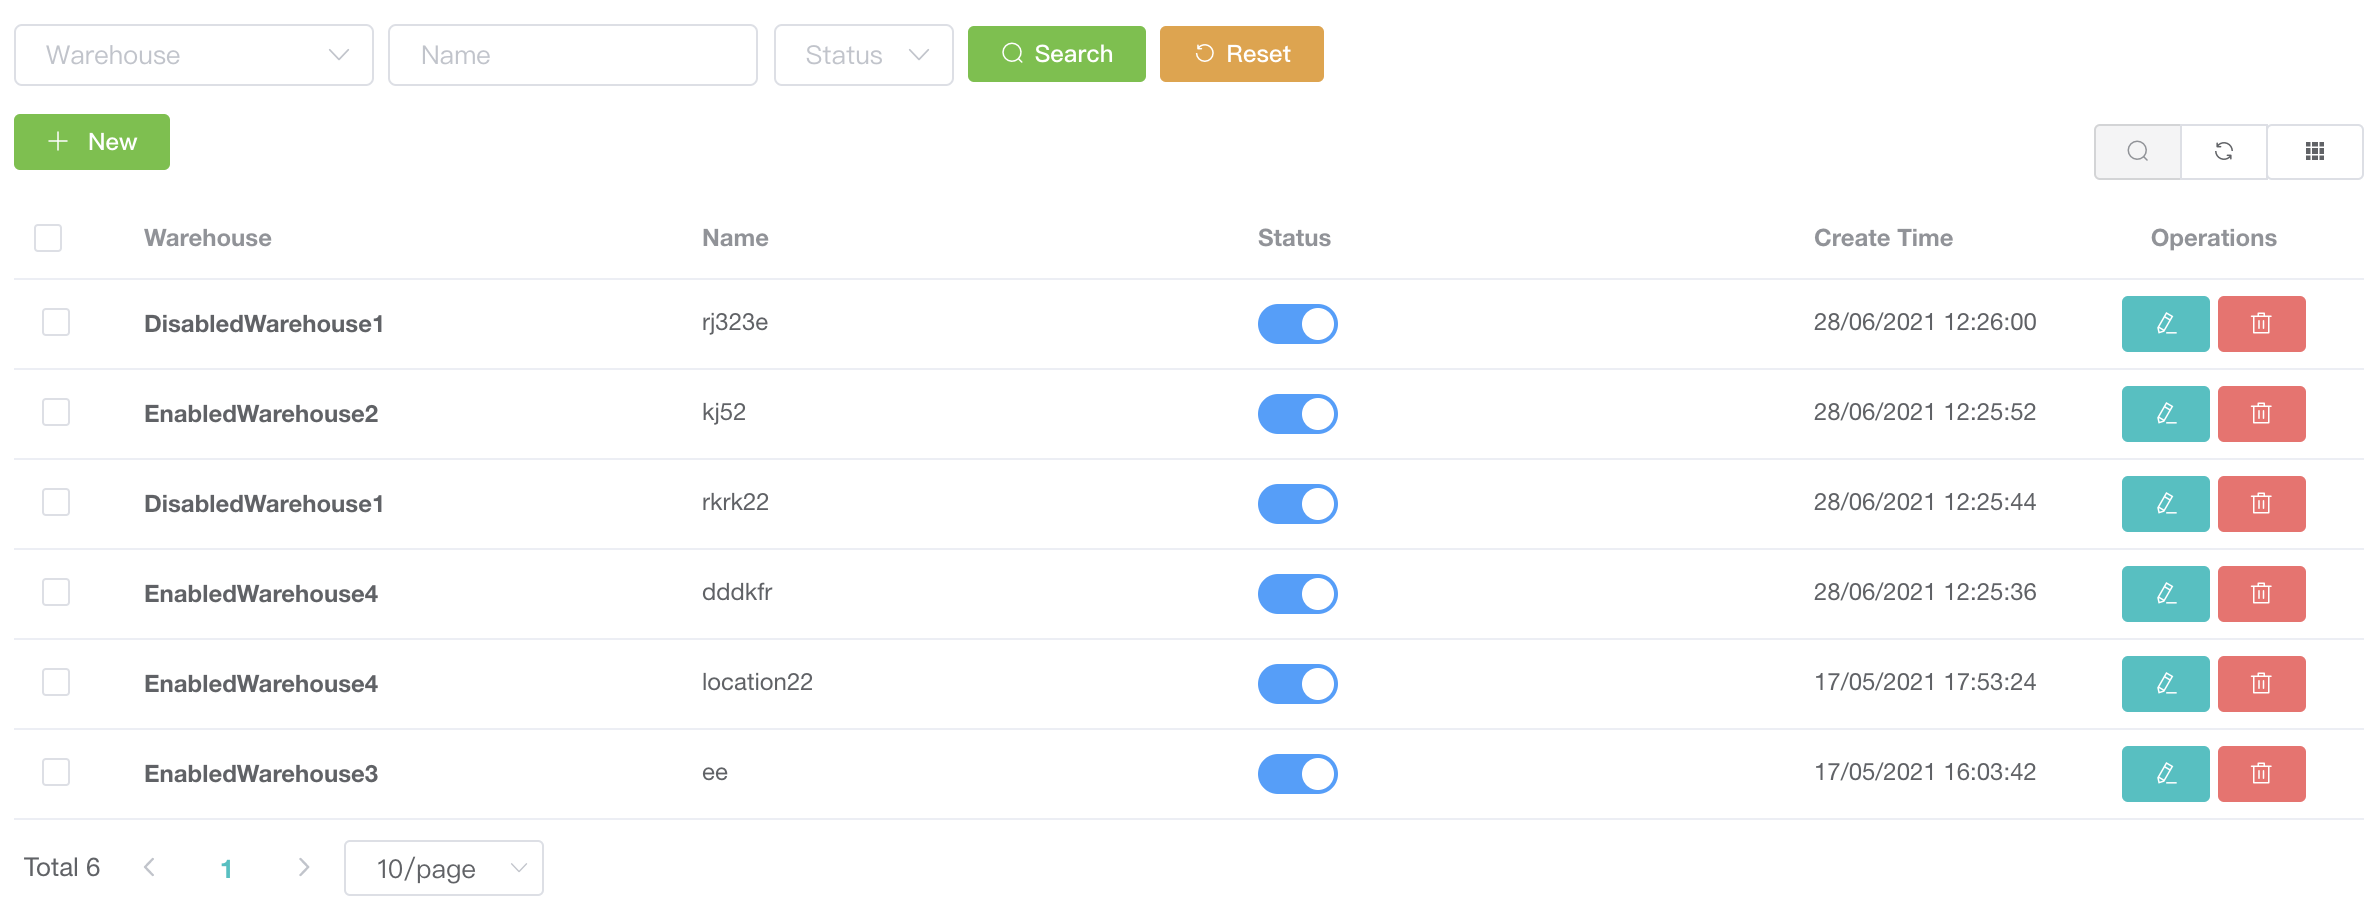 Warehouse Name Status Search Reset
New
Warehouse Name Status Create Time Operations
DisabledWarehouse1 rj323e 28/06/2021 12:26:00
EnabledWarehouse2 kj52 28/06/2021 12:25:52
DisabledWarehouse1 rkrk22 28/06/2021 12:25:44
EnabledWarehouse4 dddkfr 28/06/2021 12:25:36
EnabledWarehouse4 location22 17/05/2021 17:53:24
EnabledWarehouse3 ee 17/05/2021 16:03:42
Total 6 1 10/page